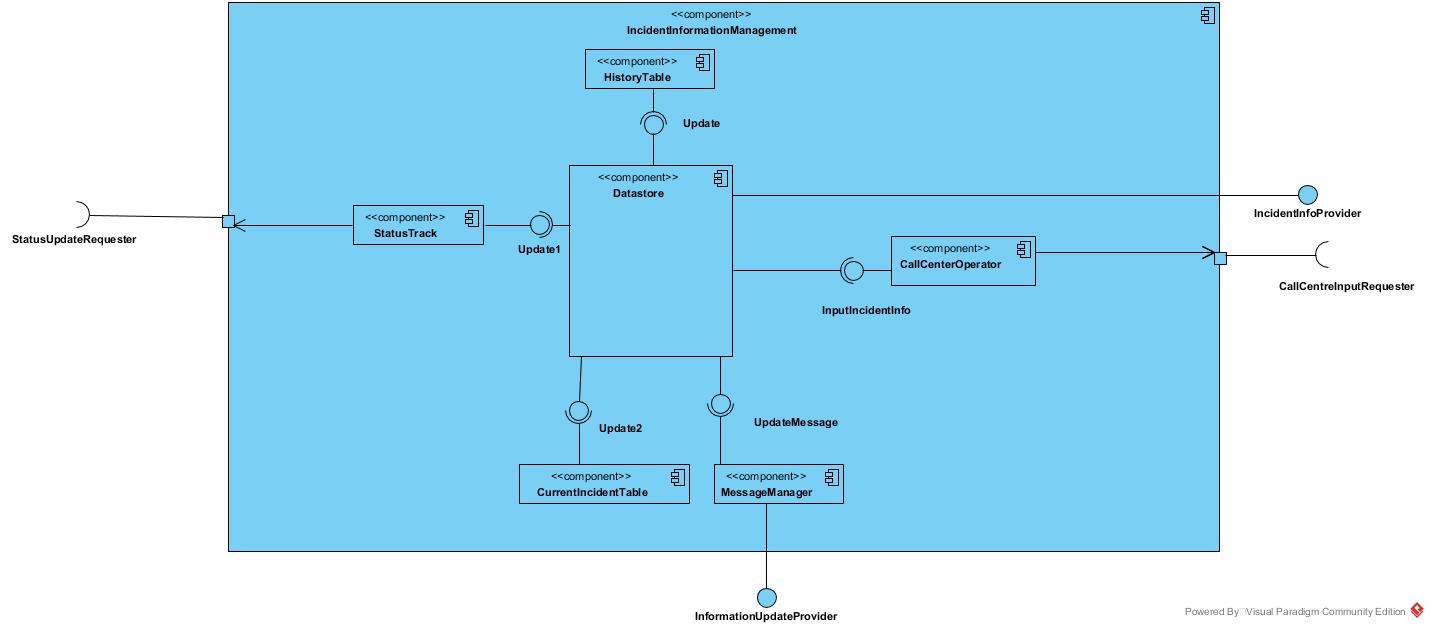 <<component>>
IncidentInformationManagement
<<component>>
HistoryTable
Update
<<component>>
Datastore
IncidentInfoProvider
<<component>>
StatusTrack
StatusUpdateRequester
Update1
<<component>>
CallCenterOperator
CallCentreInputRequester
InputIncidentInfo
Update2
UpdateMessage
<<component>>
CurrentIncidentTable
<<component>>
MessageManager
InformationUpdateProvider
Powered By Visual Paradigm Community Edition